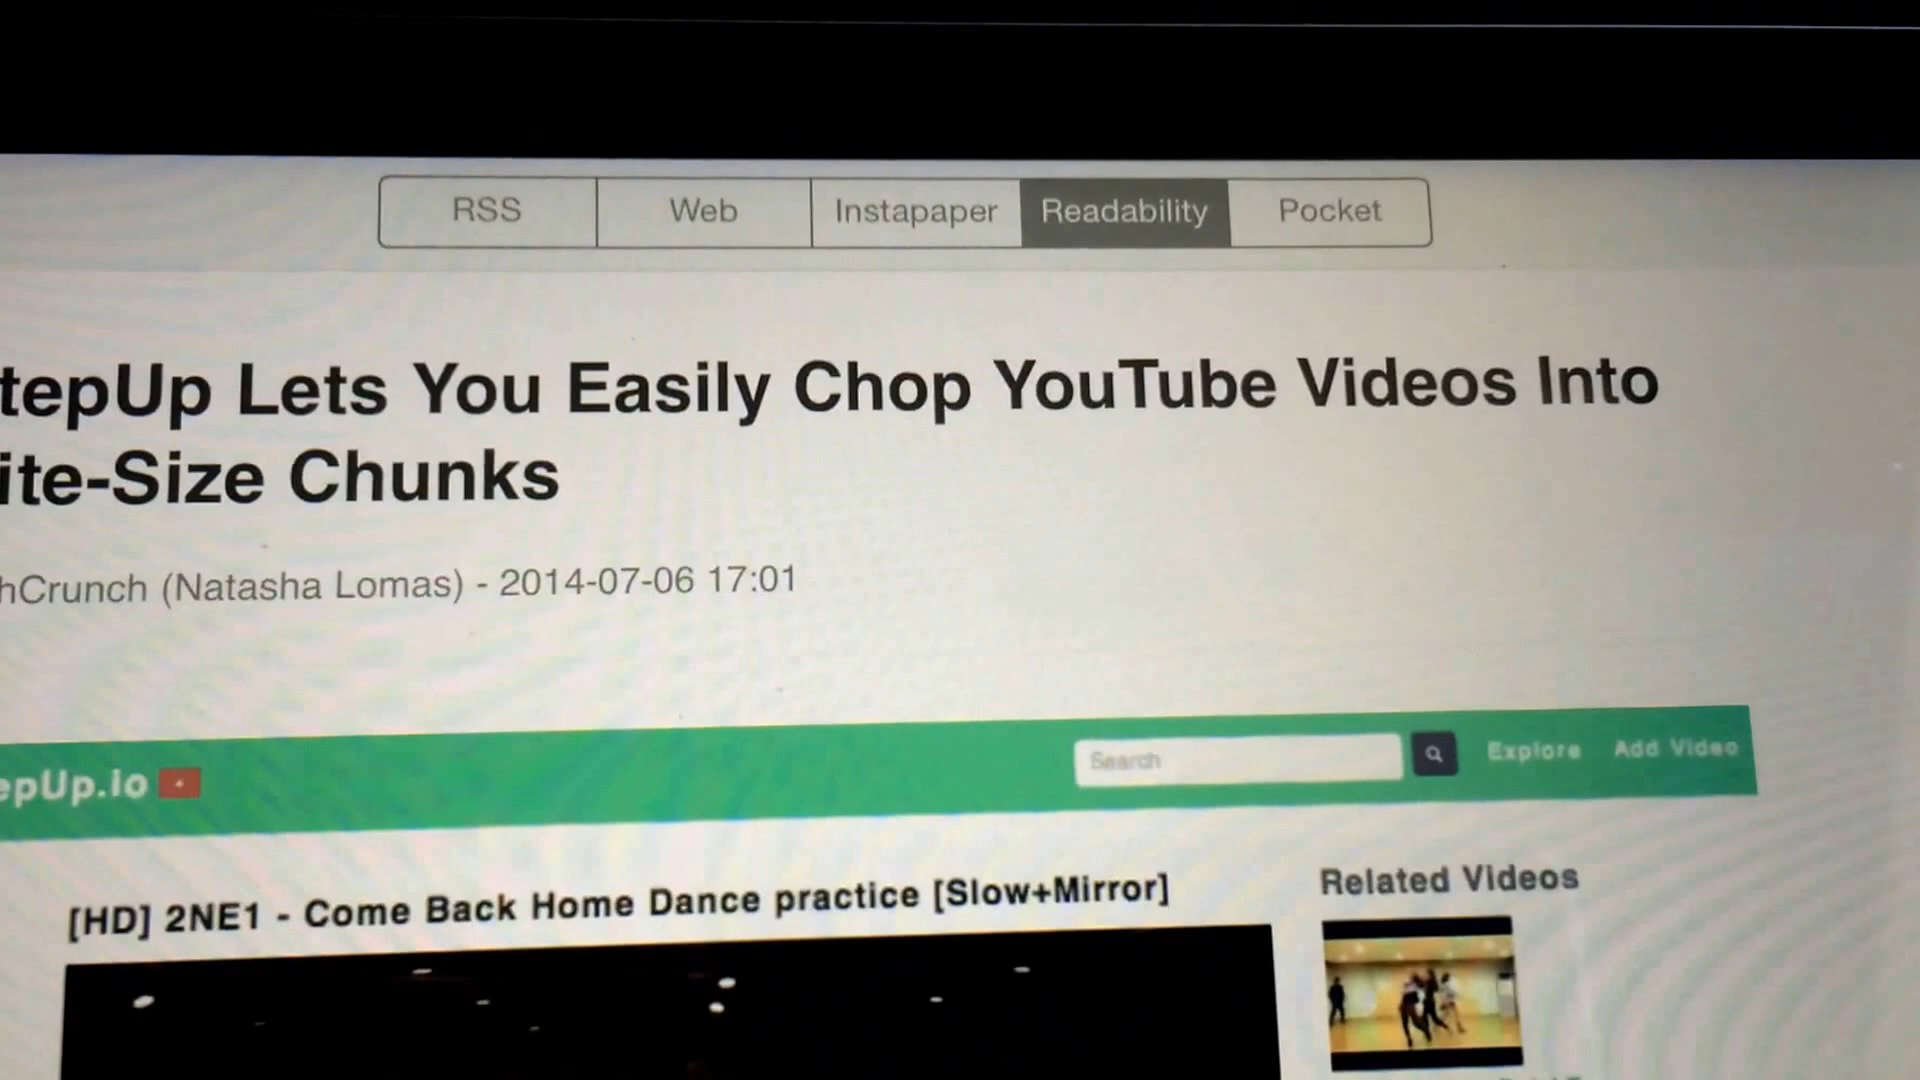 RSS Web Instapaper Readability Pocket
tepUp Lets You Easily Chop YouTube Videos Into
ite-Size Chunks
hCrunch (Natasha Lomas) - 2014-07-06 17:01
epUp.io Search Explore Add Video
[HD] 2NE1 - Come Back Home Dance practice [Slow+Mirror]
Related Videos